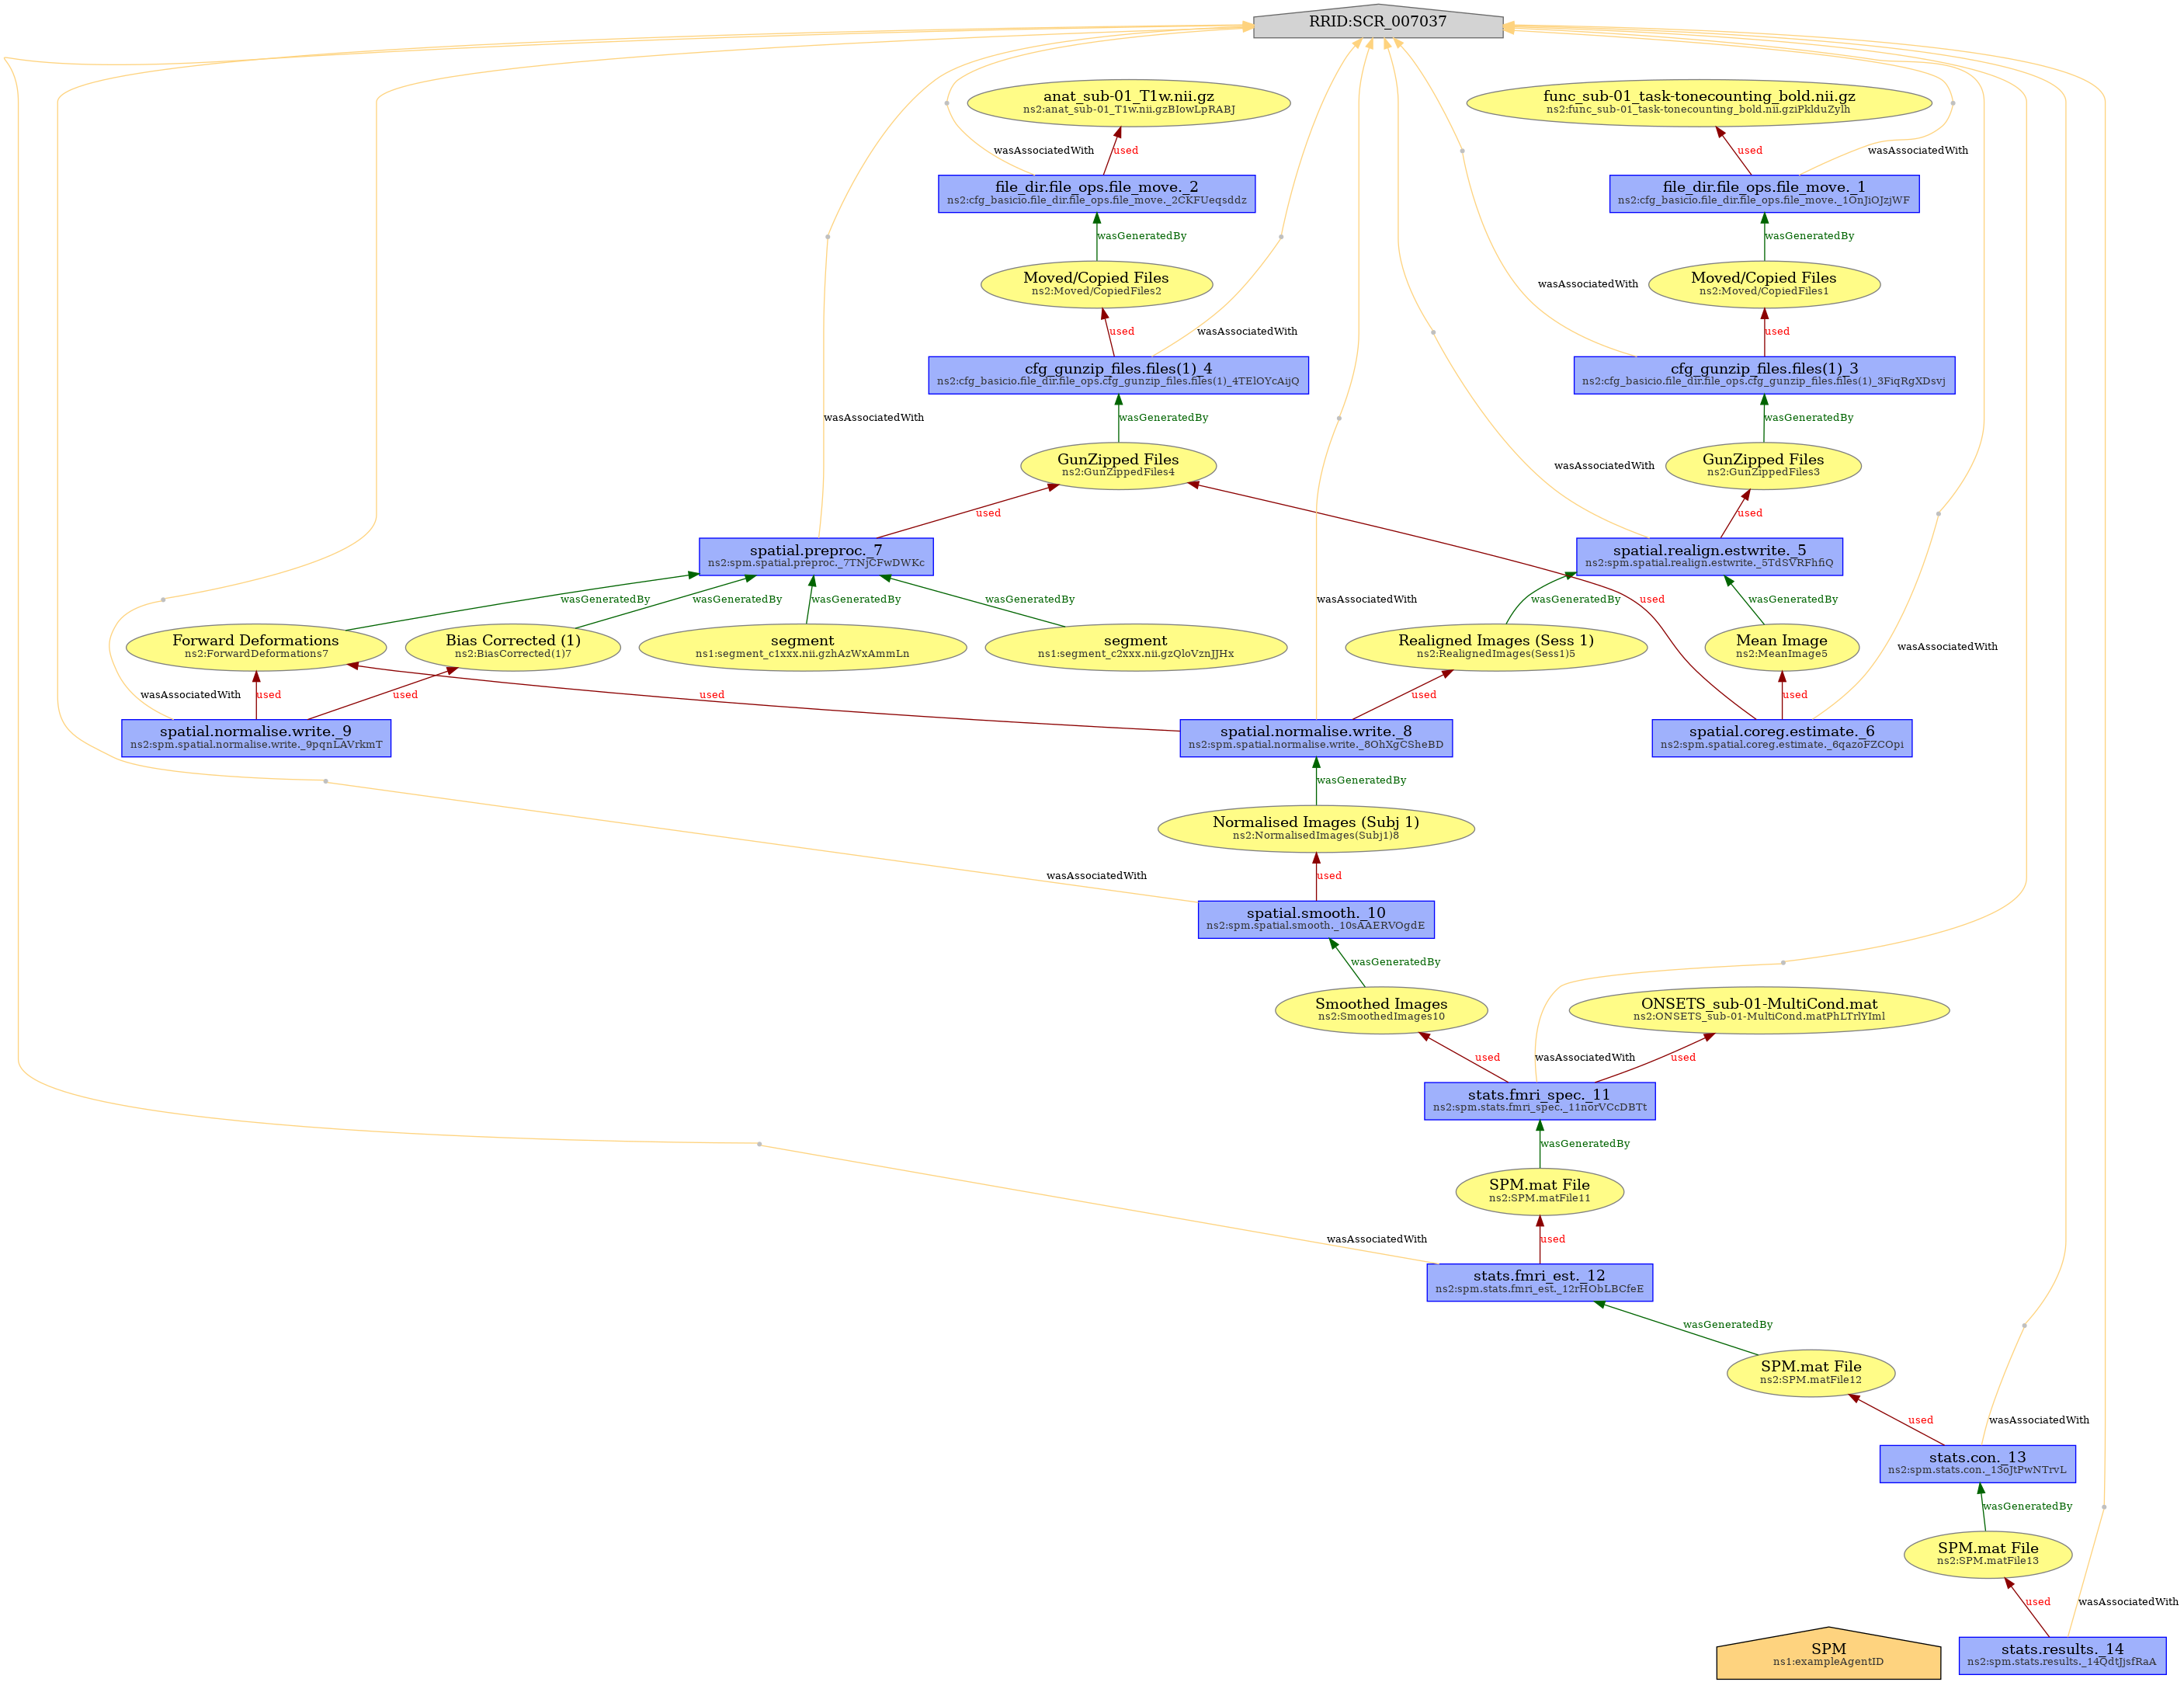 RRID:SCR_007037
anat_sub-01_T1w.nii.gz
ns2:anat_sub-01_T1w.nii.gzBIowLpRABJ
func_sub-01_task-tonecounting_bold.nii.gz
ns2:func_sub-01_task-tonecounting_bold.nii.gziPklduZylh
wasAssociatedWith
used
used
wasAssociatedWith
file_dir.file_ops.file_move._2
ns2:cfg_basicio.file_dir.file_ops.file_move._2CKFUeqsddz
file_dir.file_ops.file_move._1
ns2:cfg_basicio.file_dir.file_ops.file_move._1OnJiOJzjWF
wasGeneratedBy
wasGeneratedBy
Moved/Copied Files
ns2:Moved/CopiedFiles2
wasAssociatedWith
Moved/Copied Files
ns2:Moved/CopiedFiles1
used
wasAssociatedWith
used
cfg_gunzip_files.files(1)_4
ns2:cfg_basicio.file_dir.file_ops.cfg_gunzip_files.files(1)_4TElOYcAijQ
cfg_gunzip_files.files(1)_3
ns2:cfg_basicio.file_dir.file_ops.cfg_gunzip_files.files(1)_3FiqRgXDsvj
wasAssociatedWith
wasGeneratedBy
wasGeneratedBy
GunZipped Files
ns2:GunZippedFiles4
wasAssociatedWith
GunZipped Files
ns2:GunZippedFiles3
used
used
spatial.preproc._7
ns2:spm.spatial.preproc._7TNjCFwDWKc
spatial.realign.estwrite._5
ns2:spm.spatial.realign.estwrite._5TdSVRFhfiQ
wasGeneratedBy
wasGeneratedBy
wasGeneratedBy
wasGeneratedBy
wasAssociatedWith
wasGeneratedBy
used
wasGeneratedBy
Forward Deformations
ns2:ForwardDeformations7
Bias Corrected (1)
ns2:BiasCorrected(1)7
segment
ns1:segment_c1xxx.nii.gzhAzWxAmmLn
segment
ns1:segment_c2xxx.nii.gzQloVznJJHx
Realigned Images (Sess 1)
ns2:RealignedImages(Sess1)5
Mean Image
ns2:MeanImage5
wasAssociatedWith
wasAssociatedWith
used
used
used
used
used
spatial.normalise.write._9
ns2:spm.spatial.normalise.write._9pqnLAVrkmT
spatial.normalise.write._8
ns2:spm.spatial.normalise.write._8OhXgCSheBD
spatial.coreg.estimate._6
ns2:spm.spatial.coreg.estimate._6qazoFZCOpi
wasGeneratedBy
Normalised Images (Subj 1)
ns2:NormalisedImages(Subj1)8
wasAssociatedWith
used
spatial.smooth._10
ns2:spm.spatial.smooth._10sAAERVOgdE
wasGeneratedBy
Smoothed Images
ns2:SmoothedImages10
ONSETS_sub-01-MultiCond.mat
ns2:ONSETS_sub-01-MultiCond.matPhLTrlYIml
used
wasAssociatedWith
used
stats.fmri_spec._11
ns2:spm.stats.fmri_spec._11norVCcDBTt
wasGeneratedBy
SPM.mat File
ns2:SPM.matFile11
wasAssociatedWith
used
stats.fmri_est._12
ns2:spm.stats.fmri_est._12rHObLBCfeE
wasGeneratedBy
SPM.mat File
ns2:SPM.matFile12
used
wasAssociatedWith
stats.con._13
ns2:spm.stats.con._13oJtPwNTrvL
wasGeneratedBy
SPM.mat File
ns2:SPM.matFile13
used
wasAssociatedWith
SPM
ns1:exampleAgentID
stats.results._14
ns2:spm.stats.results._14QdtJjsfRaA